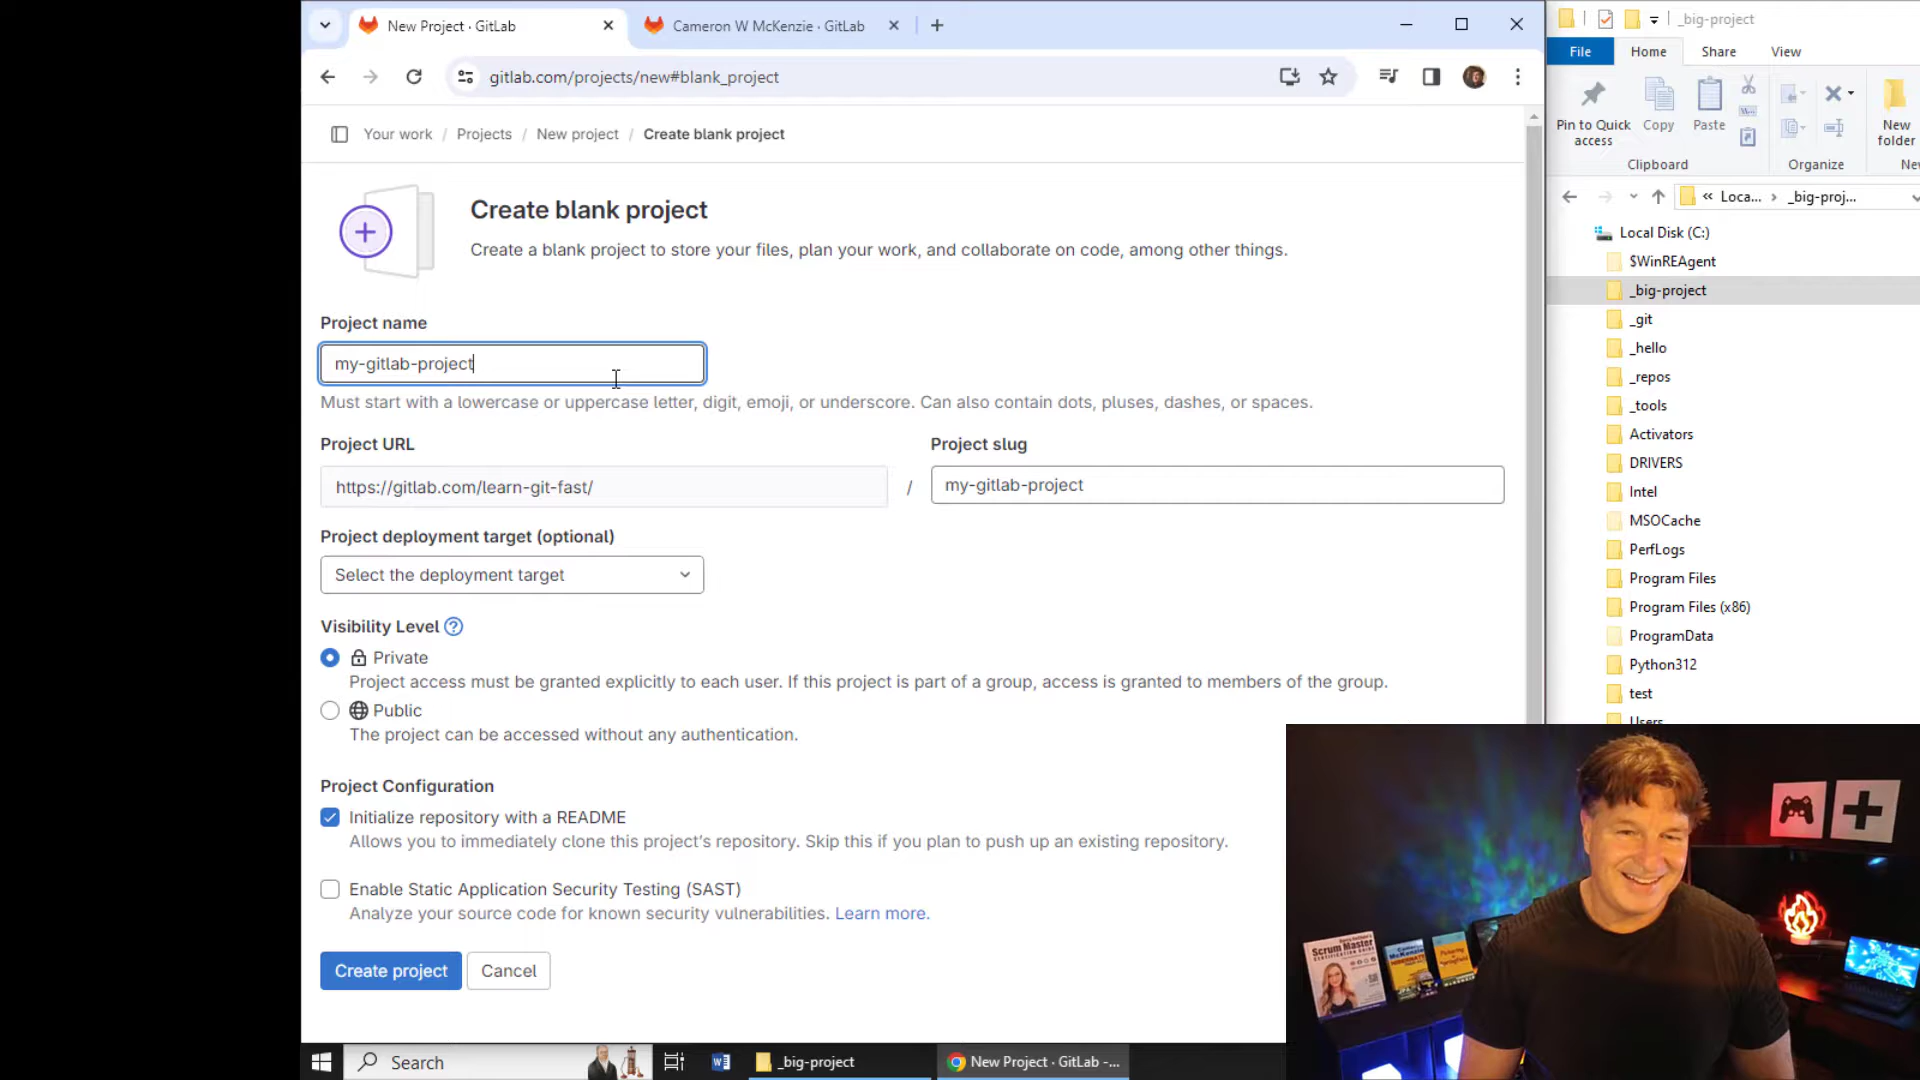 New Project · GitLab
Cameron W McKenzie · GitLab
gitlab.com/projects/new#blank_project
Your work / Projects / New project / Create blank project
Create blank project
Create a blank project to store your files, plan your work, and collaborate on code, among other things.
Project name
my-gitlab-project
Must start with a lowercase or uppercase letter, digit, emoji, or underscore. Can also contain dots, pluses, dashes, or spaces.
Project URL
https://gitlab.com/learn-git-fast/
/
Project slug
my-gitlab-project
Project deployment target (optional)
Select the deployment target
Visibility Level
Private
Project access must be granted explicitly to each user. If this project is part of a group, access is granted to members of the group.
Public
The project can be accessed without any authentication.
Project Configuration
Initialize repository with a README
Allows you to immediately clone this project's repository. Skip this if you plan to push up an existing repository.
Enable Static Application Security Testing (SAST)
Analyze your source code for known security vulnerabilities. Learn more.
Create project
Cancel
_big-project
File Home Share View
Pin to Quick access
Copy
Paste
New folder
Clipboard
Organize
« Loca... > _big-proj...
Local Disk (C:)
$WinREAgent
_big-project
_git
_hello
_repos
_tools
Activators
DRIVERS
Intel
MSOCache
PerfLogs
Program Files
Program Files (x86)
ProgramData
Python312
test
Users
Scrum Master
Search
_big-project
New Project · GitLab -...